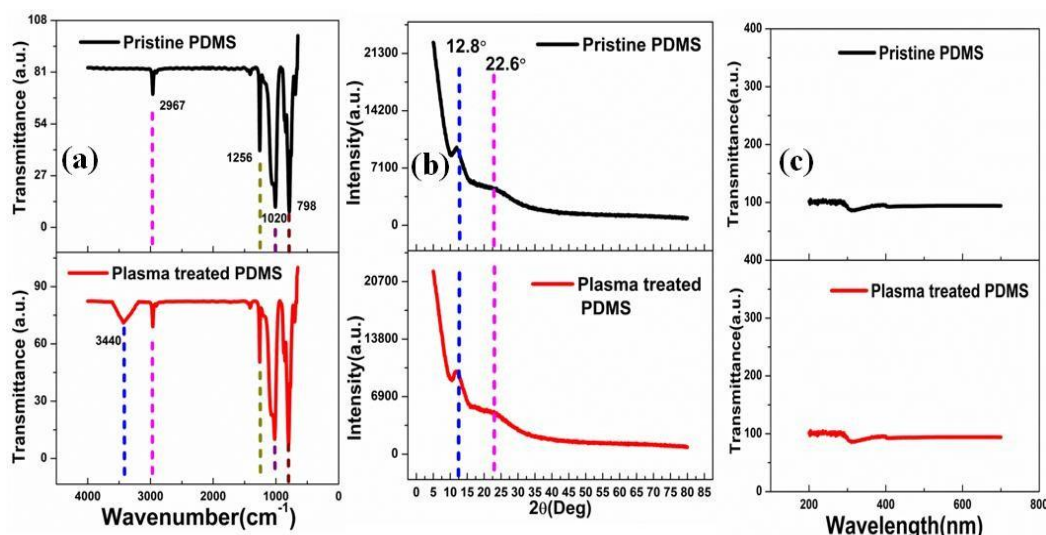 (a)
Transmittance (a.u.)
108
81
54
27
0
Pristine PDMS
2967
1256
1020
798
Transmittance (a.u.)
90
60
30
0
Plasma treated PDMS
3440
4000 3000 2000 1000 0
Wavenumber(cm-1)
(b)
Intensity(a.u.)
21300
14200
7100
0
12.8°
22.6°
Pristine PDMS
Intensity(a.u.)
20700
13800
6900
0
Plasma treated
PDMS
0 5 10 15 20 25 30 35 40 45 50 55 60 65 70 75 80 85
2θ(Deg)
(c)
Transmittance(a.u.)
400
300
200
100
400
Pristine PDMS
Transmittance(a.u.)
300
200
100
0
Plasma treated PDMS
200 400 600 800
Wavelength(nm)